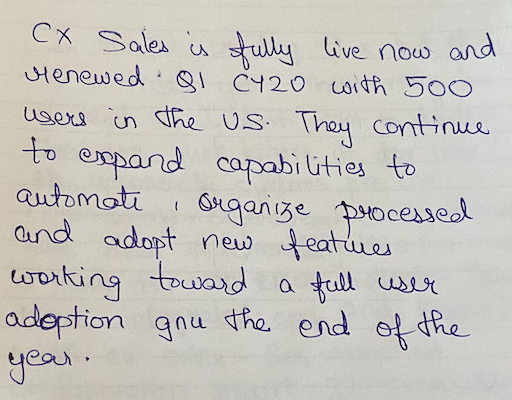 CX Sales is fully live now and
renewed. Q1 CY20 with 500
users in the US. They continue
to expand capabilities to
automate, organize processed
and adopt new features
working toward a full user
adoption gnu the end of the
year.